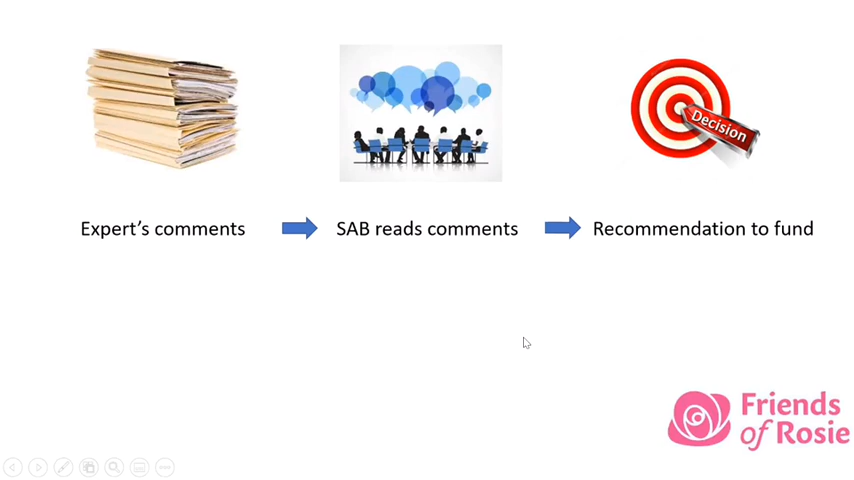 Decision
Expert's comments
SAB reads comments
Recommendation to fund
Friends
of Rosie